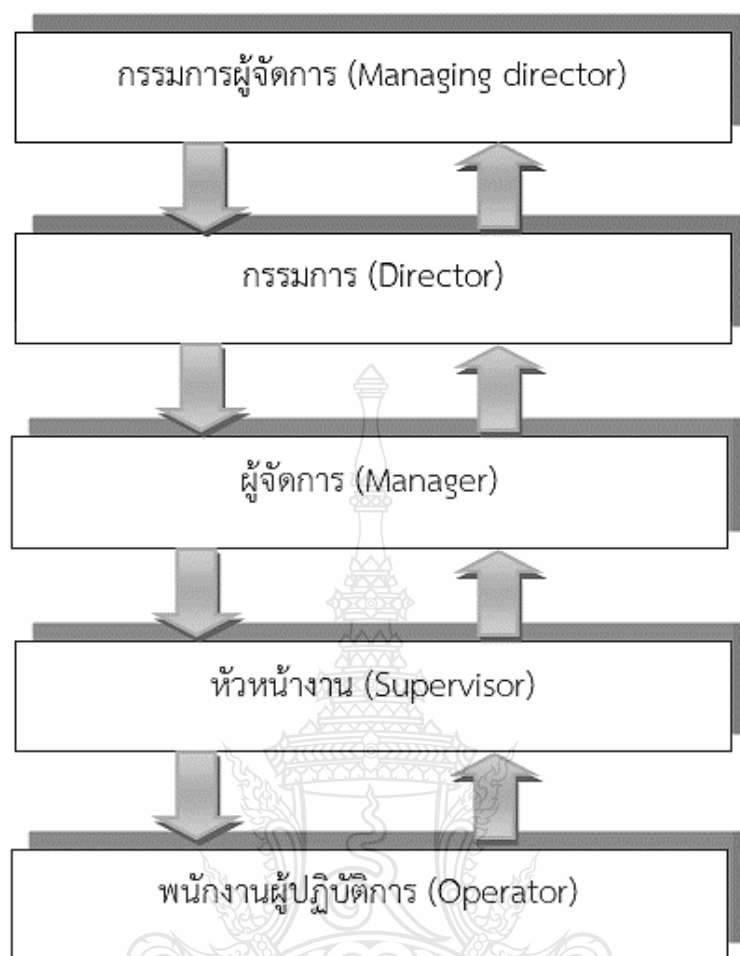 กรรมการผู้จัดการ (Managing director)
กรรมการ (Director)
ผู้จัดการ (Manager)
หัวหน้างาน (Supervisor)
พนักงานผู้ปฏิบัติการ (Operator)